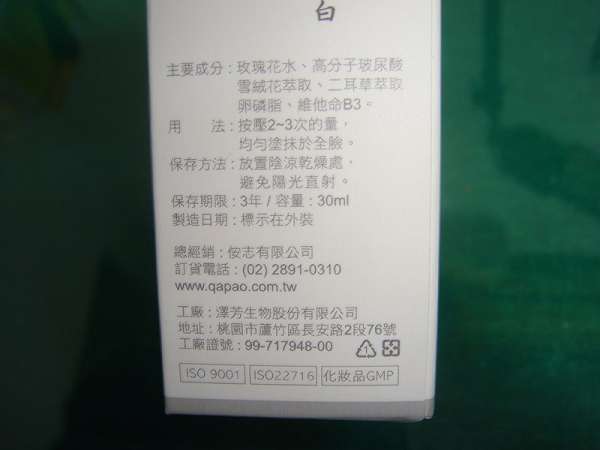 白
主要成分：玫瑰花水、高分子玻尿酸
雪絨花萃取、二耳草萃取
卵磷脂、維他命B3。
用　　法：按壓2~3次的量，
均勻塗抹於全臉。
保存方法：放置陰涼乾燥處，
避免陽光直射。
保存期限：3年 / 容量：30ml
製造日期：標示在外裝
總經銷：侒志有限公司
訂貨電話：(02) 2891-0310
www.qapao.com.tw
工廠：澤芳生物股份有限公司
地址：桃園市蘆竹區長安路2段76號
工廠證號：99-717948-00
1
ISO 9001 ISO22716 化妝品GMP